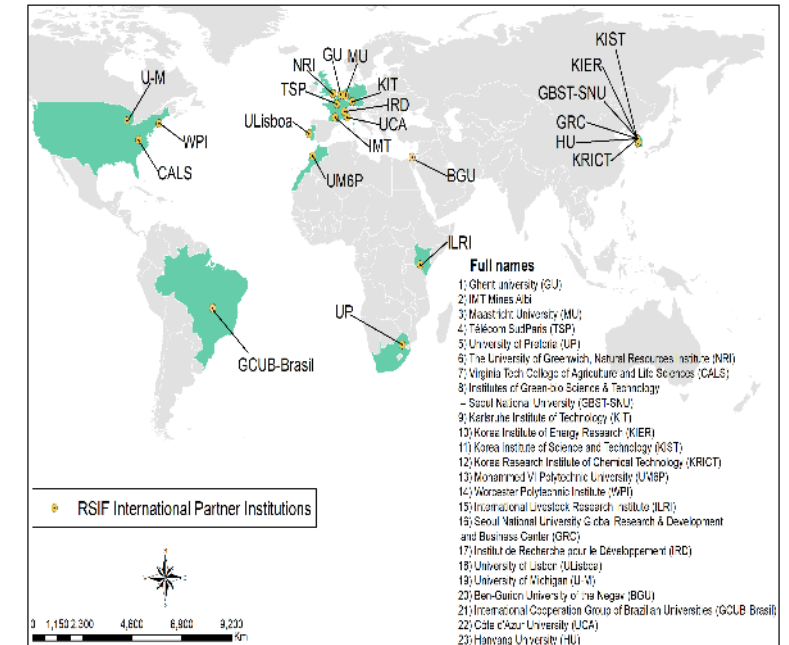 KIST
KIER
GBST-SNU
GRC
HU
KRICT
GU
MU
NRI
TSP
KIT
IRD
UCA
IMT
ULisboa
U-M
WPI
CALS
UM6P
BGU
ILRI
UP
GCUB-Brasil
Full names
1) Ghent university (GU)
2) IMT Mines Albi
3) Maastricht University (MU)
4) Télécom SudParis (TSP)
5) University of Pretoria (UP)
6) The University of Greenwich, Natural Resources Institute (NRI)
7) Virginia Tech College of Agriculture and Life Sciences (CALS)
8) Institutes of Green-bio Science & Technology
– Seoul National University (GBST-SNU)
9) Karlsruhe Institute of Technology (KIT)
10) Korea Institute of Energy Research (KIER)
11) Korea Institute of Science and Technology (KIST)
12) Korea Research Institute of Chemical Technology (KRICT)
13) Mohammed VI Polytechnic University (UM6P)
14) Worcester Polytechnic Institute (WPI)
15) International Livestock Research Institute (ILRI)
16) Seoul National University Global Research & Development
and Business Center (GRC)
17) Institut de Recherche pour le Développement (IRD)
18) University of Lisbon (ULisboa)
19) University of Michigan (U-M)
20) Ben-Gurion University of the Negev (BGU)
21) International Cooperation Group of Brazilian Universities (GCUB Brasil)
22) Côte d'Azur University (UCA)
23) Hanyang University (HU)
RSIF International Partner Institutions
0 1,150 2,300 4,600 6,900 9,200
Km